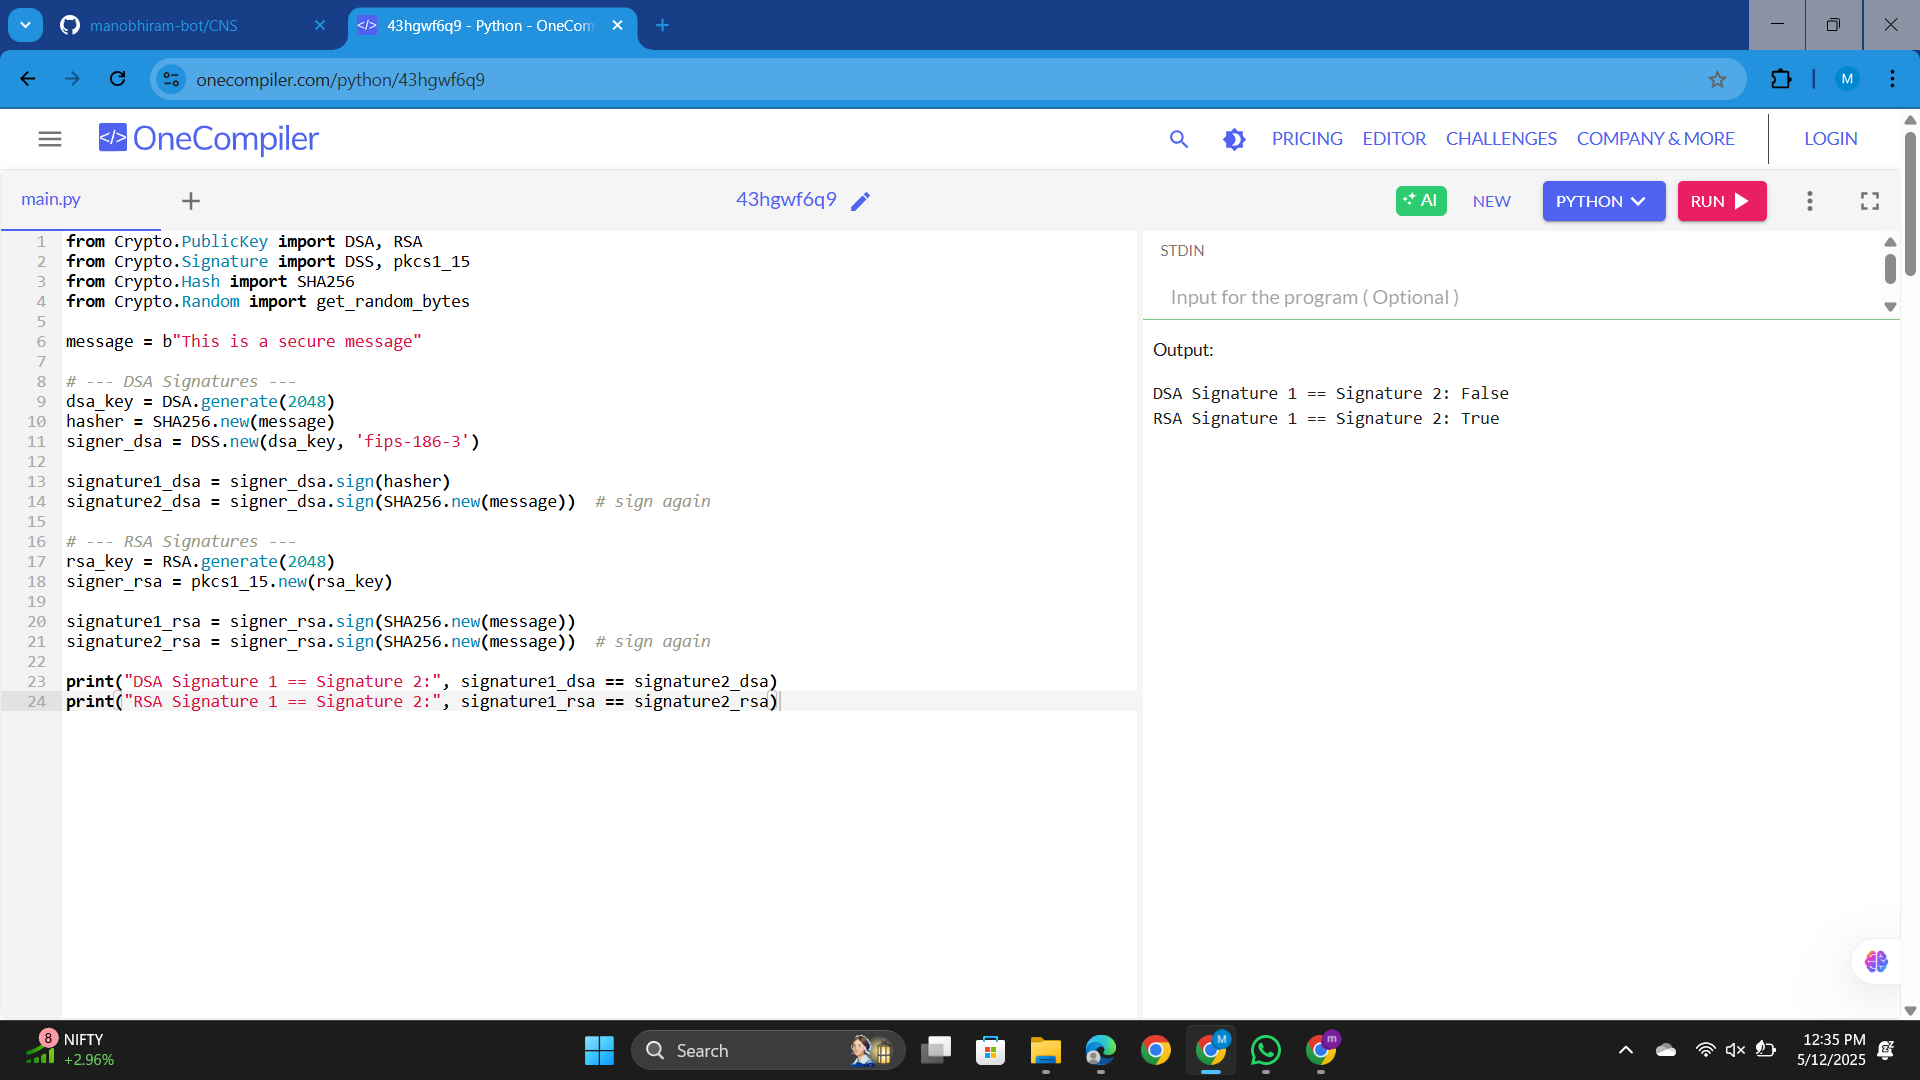 manobhiram-bot/CNS
43hgwf6q9 - Python - OneCom
onecompiler.com/python/43hgwf6q9
M
OneCompiler
PRICING
EDITOR
CHALLENGES
COMPANY & MORE
LOGIN
main.py
43hgwf6q9
AI
NEW
PYTHON
RUN
1 from Crypto.PublicKey import DSA, RSA
2 from Crypto.Signature import DSS, pkcs1_15
3 from Crypto.Hash import SHA256
4 from Crypto.Random import get_random_bytes
5
6 message = b"This is a secure message"
7
8 # --- DSA Signatures ---
9 dsa_key = DSA.generate(2048)
10 hasher = SHA256.new(message)
11 signer_dsa = DSS.new(dsa_key, 'fips-186-3')
12
13 signature1_dsa = signer_dsa.sign(hasher)
14 signature2_dsa = signer_dsa.sign(SHA256.new(message))  # sign again
15
16 # --- RSA Signatures ---
17 rsa_key = RSA.generate(2048)
18 signer_rsa = pkcs1_15.new(rsa_key)
19
20 signature1_rsa = signer_rsa.sign(SHA256.new(message))
21 signature2_rsa = signer_rsa.sign(SHA256.new(message))  # sign again
22
23 print("DSA Signature 1 == Signature 2:", signature1_dsa == signature2_dsa)
24 print("RSA Signature 1 == Signature 2:", signature1_rsa == signature2_rsa)
STDIN
Input for the program ( Optional )
Output:
DSA Signature 1 == Signature 2: False
RSA Signature 1 == Signature 2: True
8
NIFTY
+2.96%
Search
M
m
12:35 PM
5/12/2025